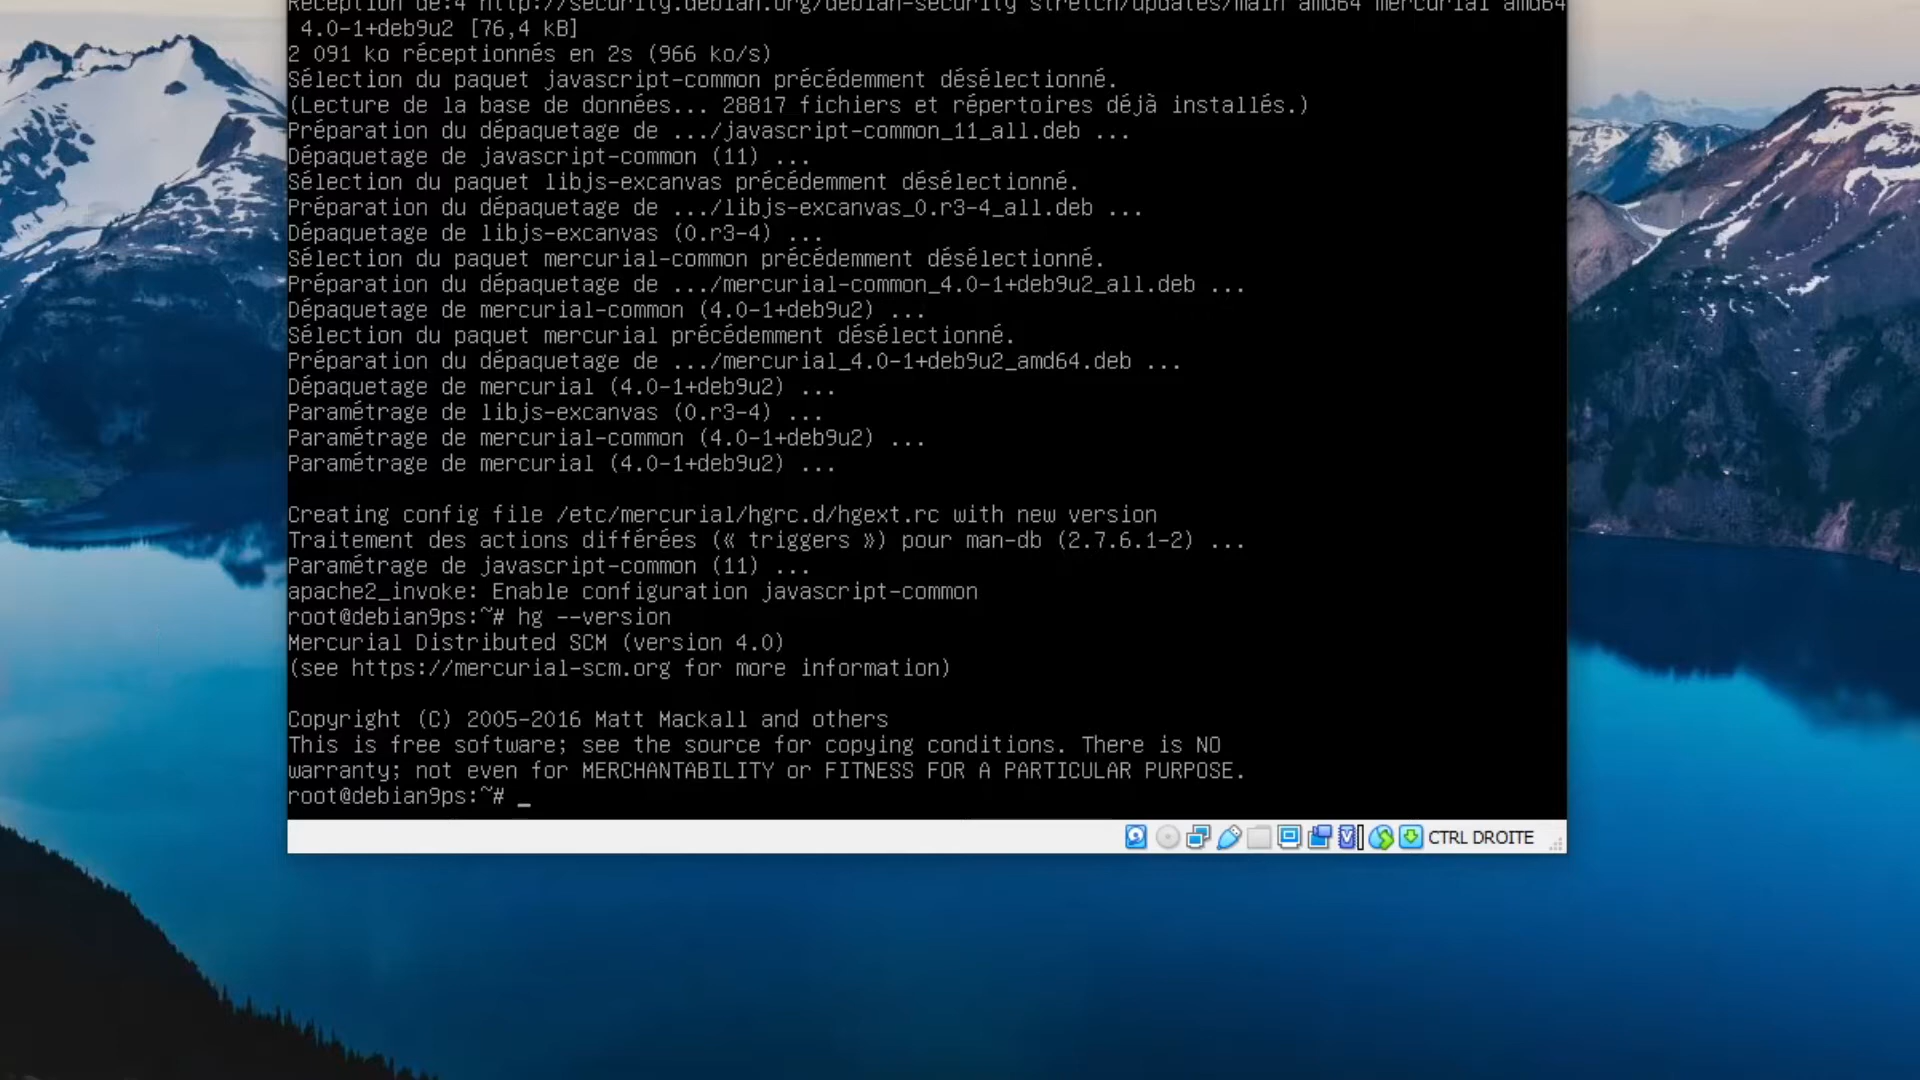 Réception de:4 http://security.debian.org/debian-security stretch/updates/main amd64 mercurial amd64
4.0-1+deb9u2 [76,4 kB]
2 091 ko réceptionnés en 2s (966 ko/s)
Sélection du paquet javascript-common précédemment désélectionné.
(Lecture de la base de données... 28817 fichiers et répertoires déjà installés.)
Préparation du dépaquetage de .../javascript-common_11_all.deb ...
Dépaquetage de javascript-common (11) ...
Sélection du paquet libjs-excanvas précédemment désélectionné.
Préparation du dépaquetage de .../libjs-excanvas_0.r3-4_all.deb ...
Dépaquetage de libjs-excanvas (0.r3-4) ...
Sélection du paquet mercurial-common précédemment désélectionné.
Préparation du dépaquetage de .../mercurial-common_4.0-1+deb9u2_all.deb ...
Dépaquetage de mercurial-common (4.0-1+deb9u2) ...
Sélection du paquet mercurial précédemment désélectionné.
Préparation du dépaquetage de .../mercurial_4.0-1+deb9u2_amd64.deb ...
Dépaquetage de mercurial (4.0-1+deb9u2) ...
Paramétrage de libjs-excanvas (0.r3-4) ...
Paramétrage de mercurial-common (4.0-1+deb9u2) ...
Paramétrage de mercurial (4.0-1+deb9u2) ...
Creating config file /etc/mercurial/hgrc.d/hgext.rc with new version
Traitement des actions différées (« triggers ») pour man-db (2.7.6.1-2) ...
Paramétrage de javascript-common (11) ...
apache2_invoke: Enable configuration javascript-common
root@debian9ps:~# hg --version
Mercurial Distributed SCM (version 4.0)
(see https://mercurial-scm.org for more information)
Copyright (C) 2005-2016 Matt Mackall and others
This is free software; see the source for copying conditions. There is NO
warranty; not even for MERCHANTABILITY or FITNESS FOR A PARTICULAR PURPOSE.
root@debian9ps:~# _
CTRL DROITE